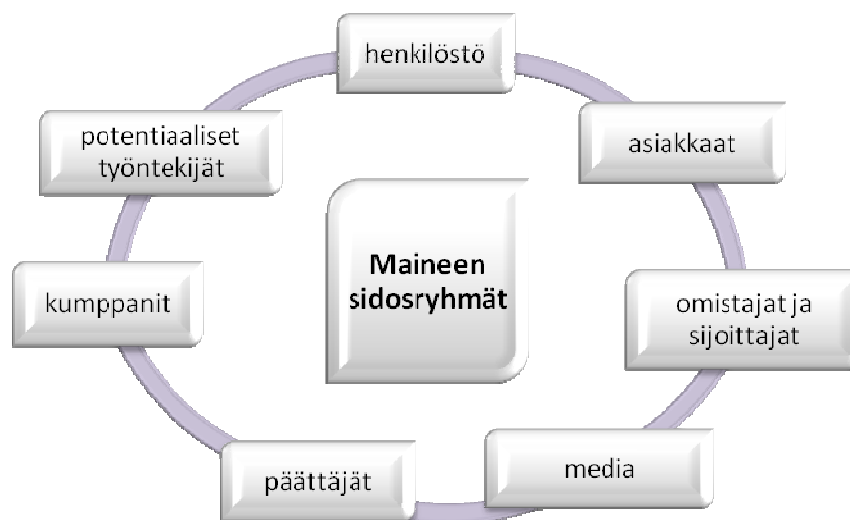 henkilöstö
asiakkaat
omistajat ja
sijoittajat
media
päättäjät
kumppanit
potentiaaliset
työntekijät
Maineen
sidosryhmät